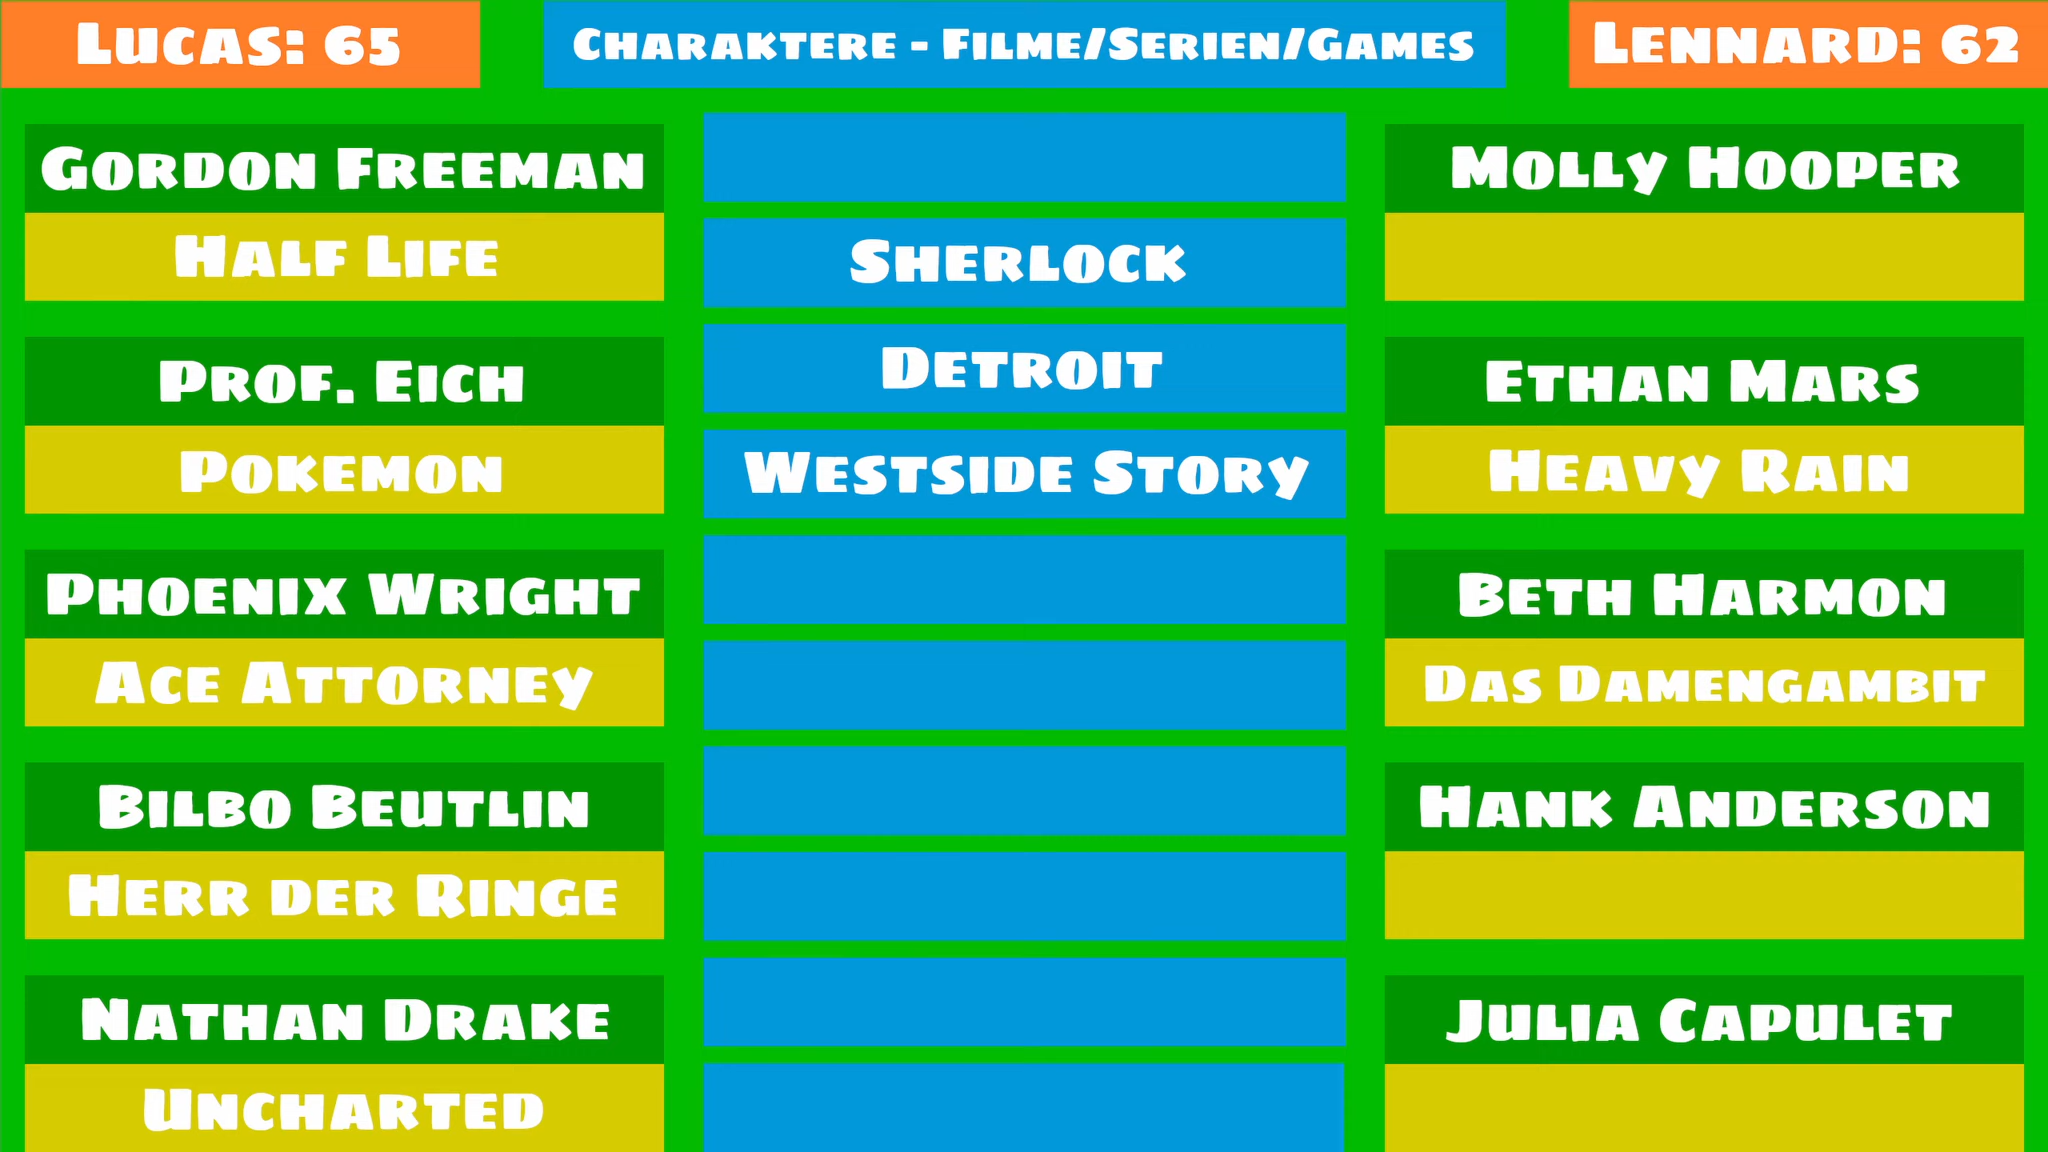 Lucas: 65
Charaktere - Filme/Serien/Games
Lennard: 62
Gordon Freeman
Half Life
Prof. Eich
Pokemon
Phoenix Wright
Ace Attorney
Bilbo Beutlin
Herr der Ringe
Nathan Drake
Uncharted
Sherlock
Detroit
Westside Story
Molly Hooper
Ethan Mars
Heavy Rain
Beth Harmon
Das Damengambit
Hank Anderson
Julia Capulet